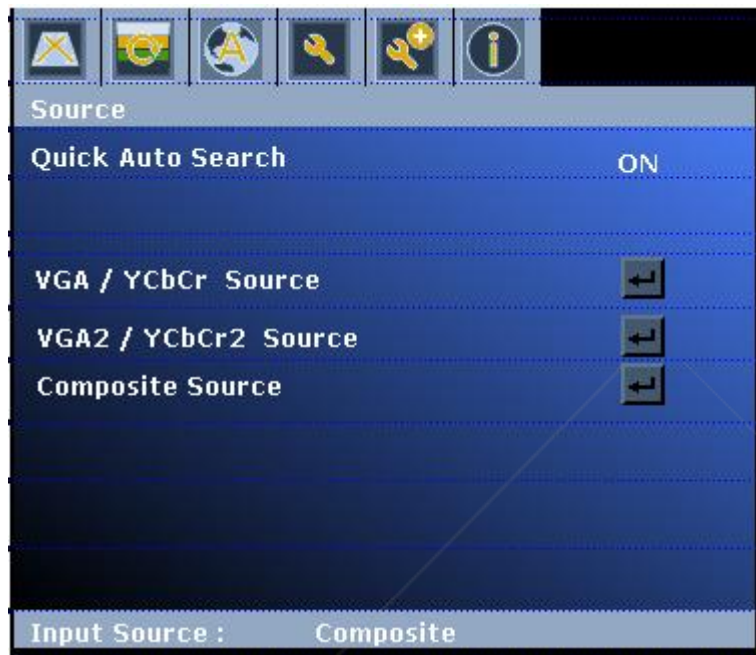 Source
Quick Auto Search ON
VGA / YCbCr Source
VGA2 / YCbCr2 Source
Composite Source
Input Source : Composite